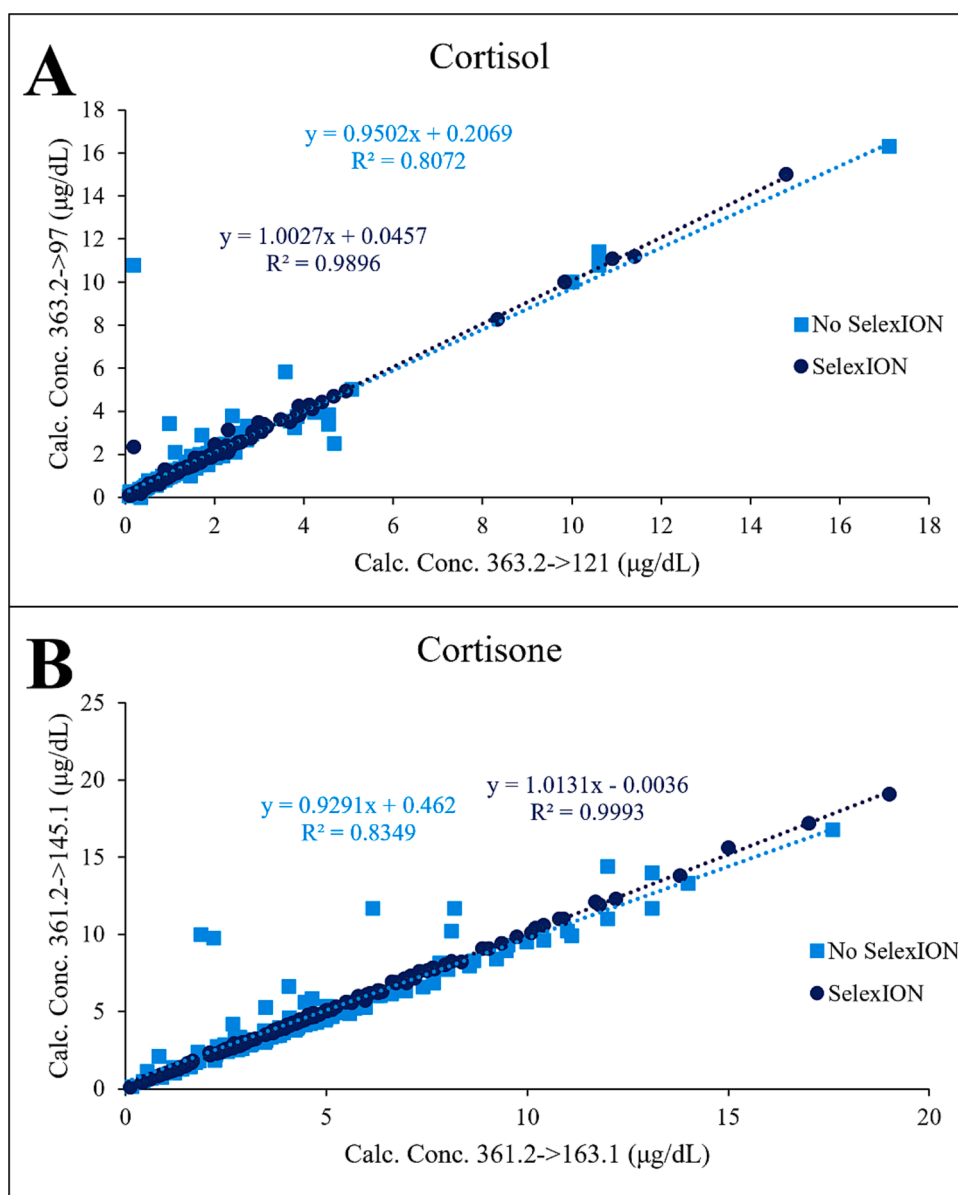 A
Cortisol
Calc. Conc. 363.2->97 (µg/dL)
18
16
14
12
10
8
6
4
2
0
y = 0.9502x + 0.2069
R² = 0.8072
y = 1.0027x + 0.0457
R² = 0.9896
No SelexION
SelexION
0 2 4 6 8 10 12 14 16 18
Calc. Conc. 363.2->121 (µg/dL)
B
Cortisone
Calc. Conc. 361.2->145.1 (µg/dL)
25
20
15
10
5
0
y = 0.9291x + 0.462
R² = 0.8349
y = 1.0131x - 0.0036
R² = 0.9993
No SelexION
SelexION
0 5 10 15 20
Calc. Conc. 361.2->163.1 (µg/dL)